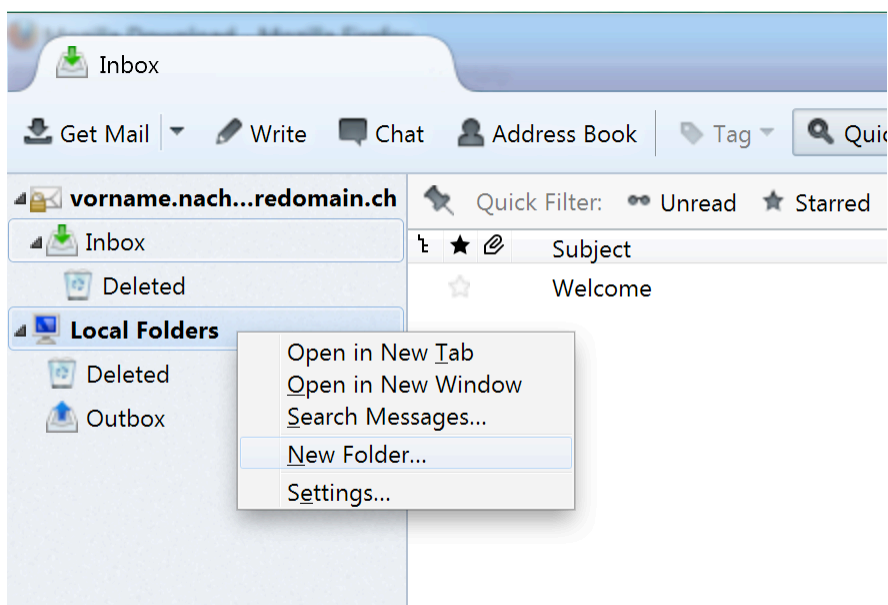 Inbox
Get Mail Write Chat Address Book Tag Quic
vorname.nach...redomain.ch
Quick Filter: Unread Starred
Inbox
Subject
Deleted
Welcome
Local Folders
Open in New Tab
Open in New Window
Deleted
Search Messages...
Outbox
New Folder...
Settings...